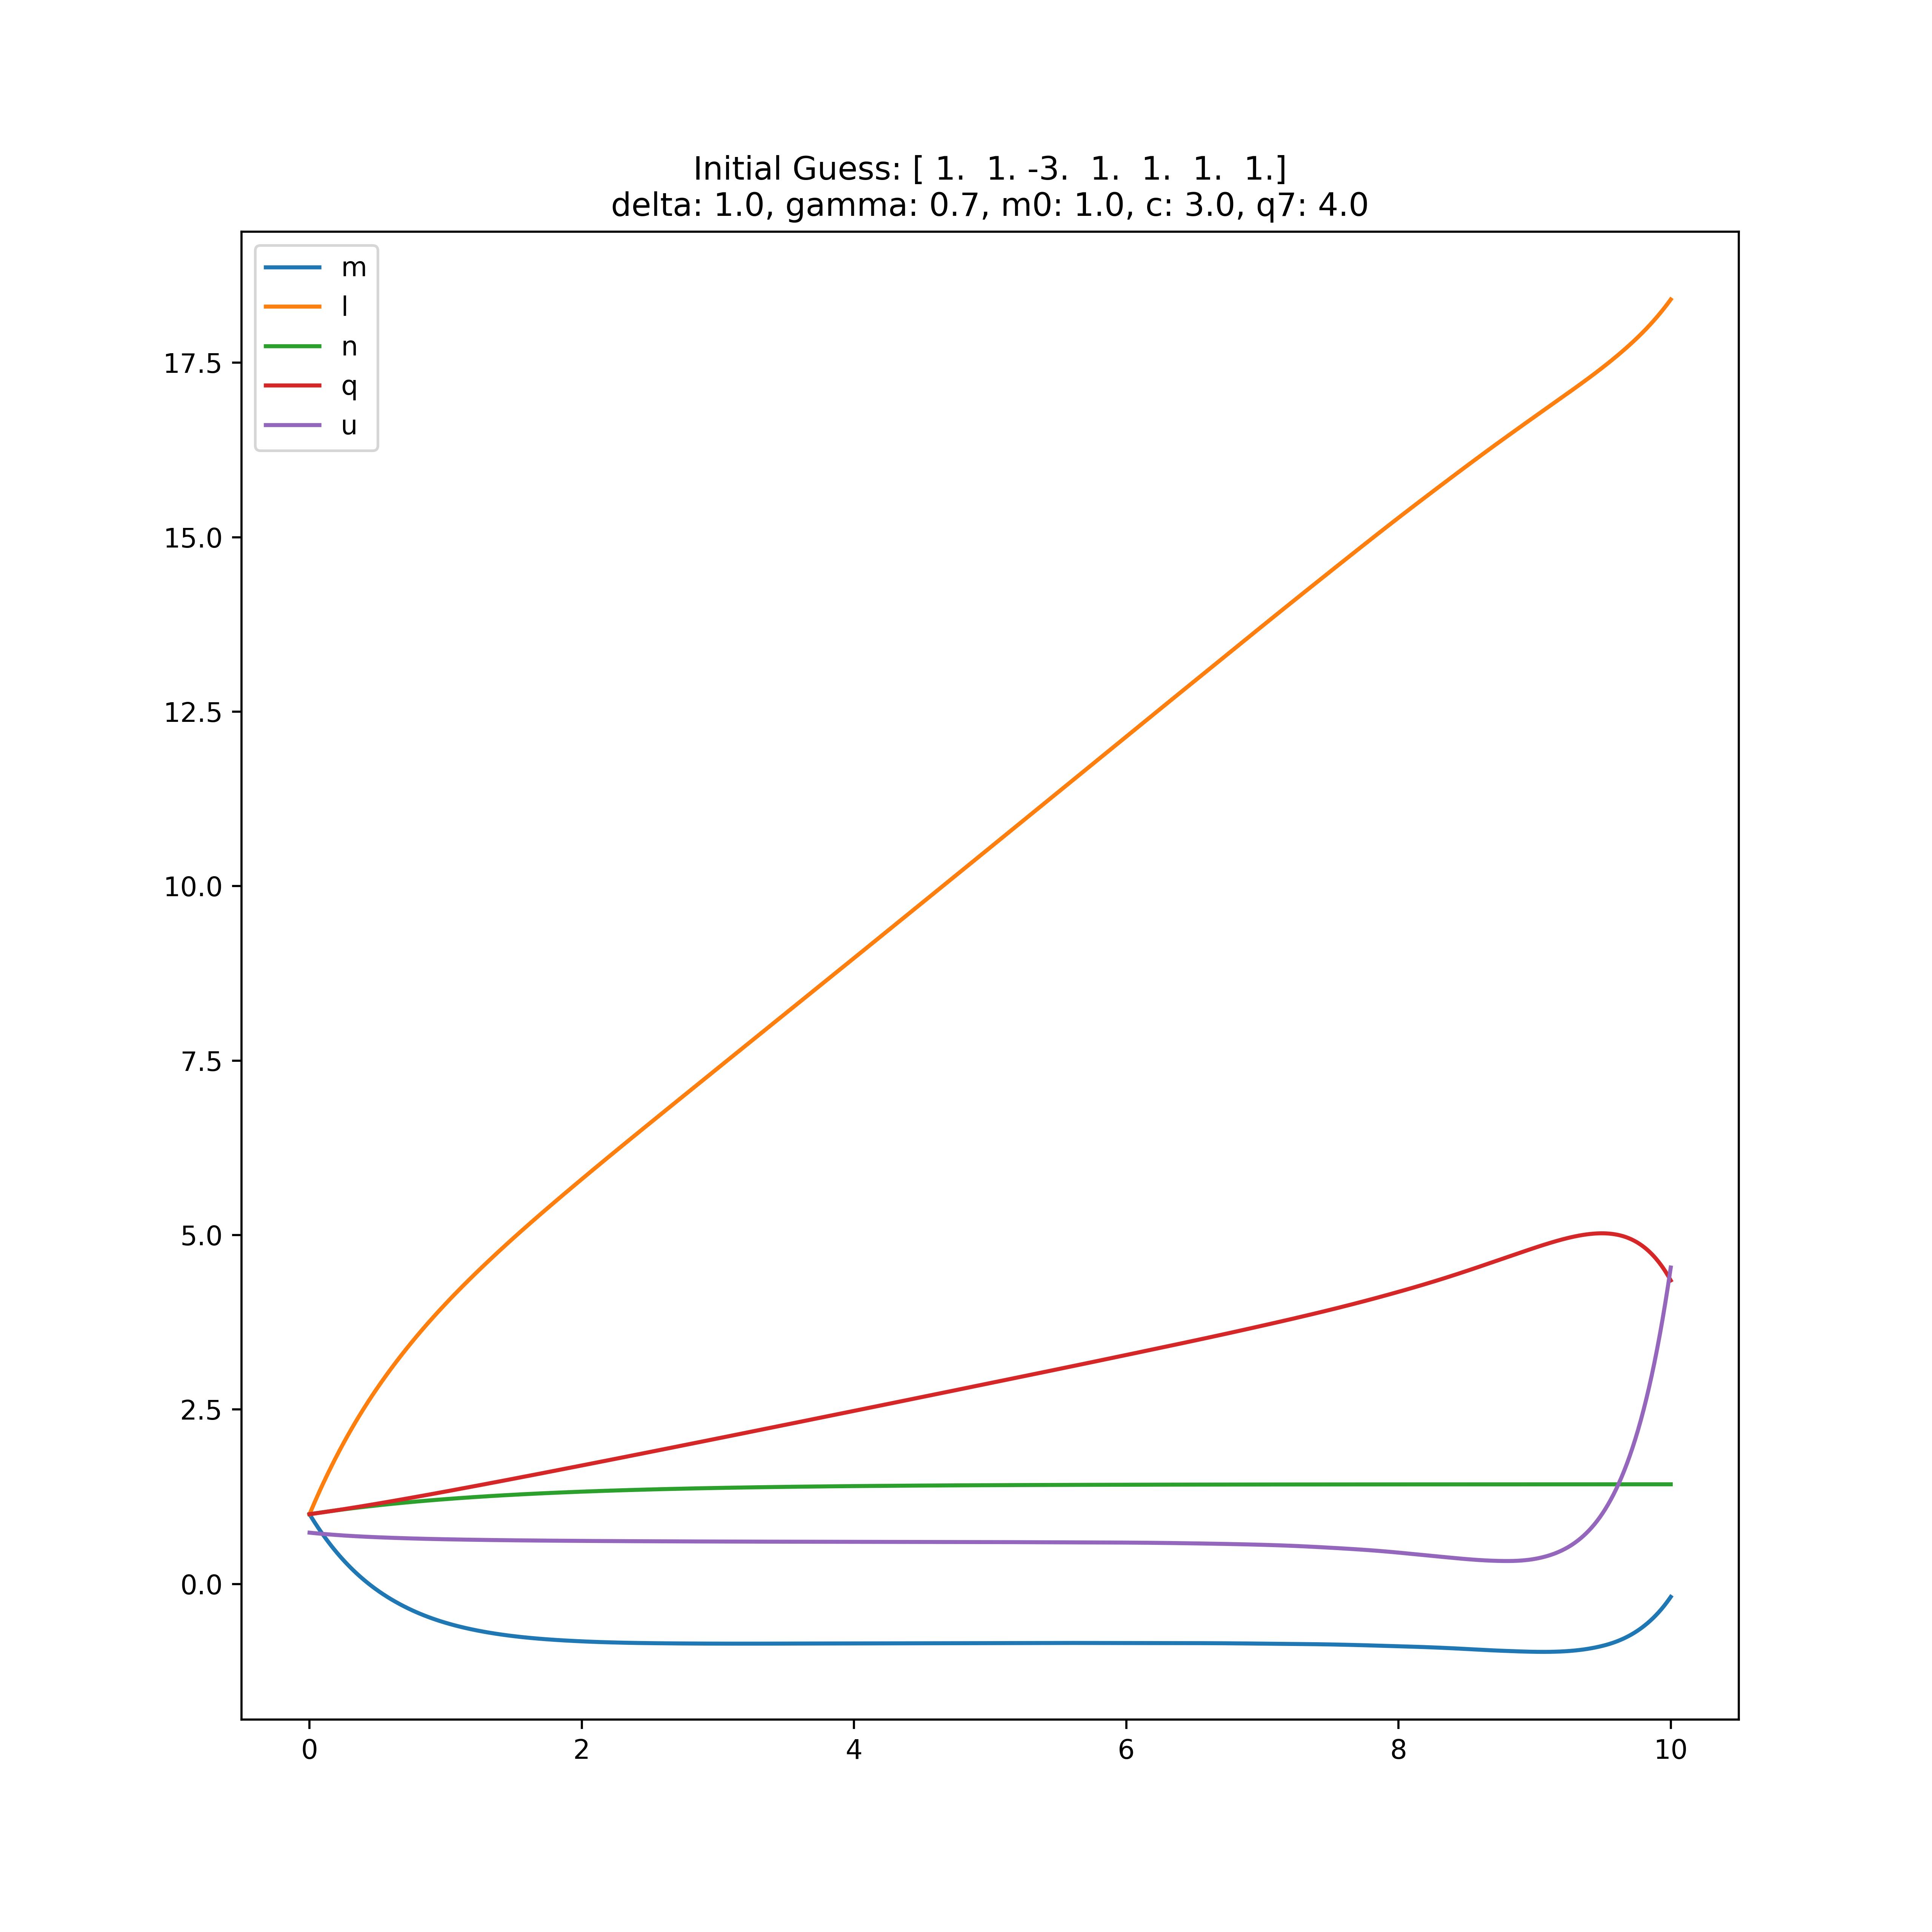 Initial Guess: [ 1.  1. -3.  1.  1.  1.  1.]
delta: 1.0, gamma: 0.7, m0: 1.0, c: 3.0, q7: 4.0
m
l
n
q
u
17.5
15.0
12.5
10.0
7.5
5.0
2.5
0.0
0 2 4 6 8 10